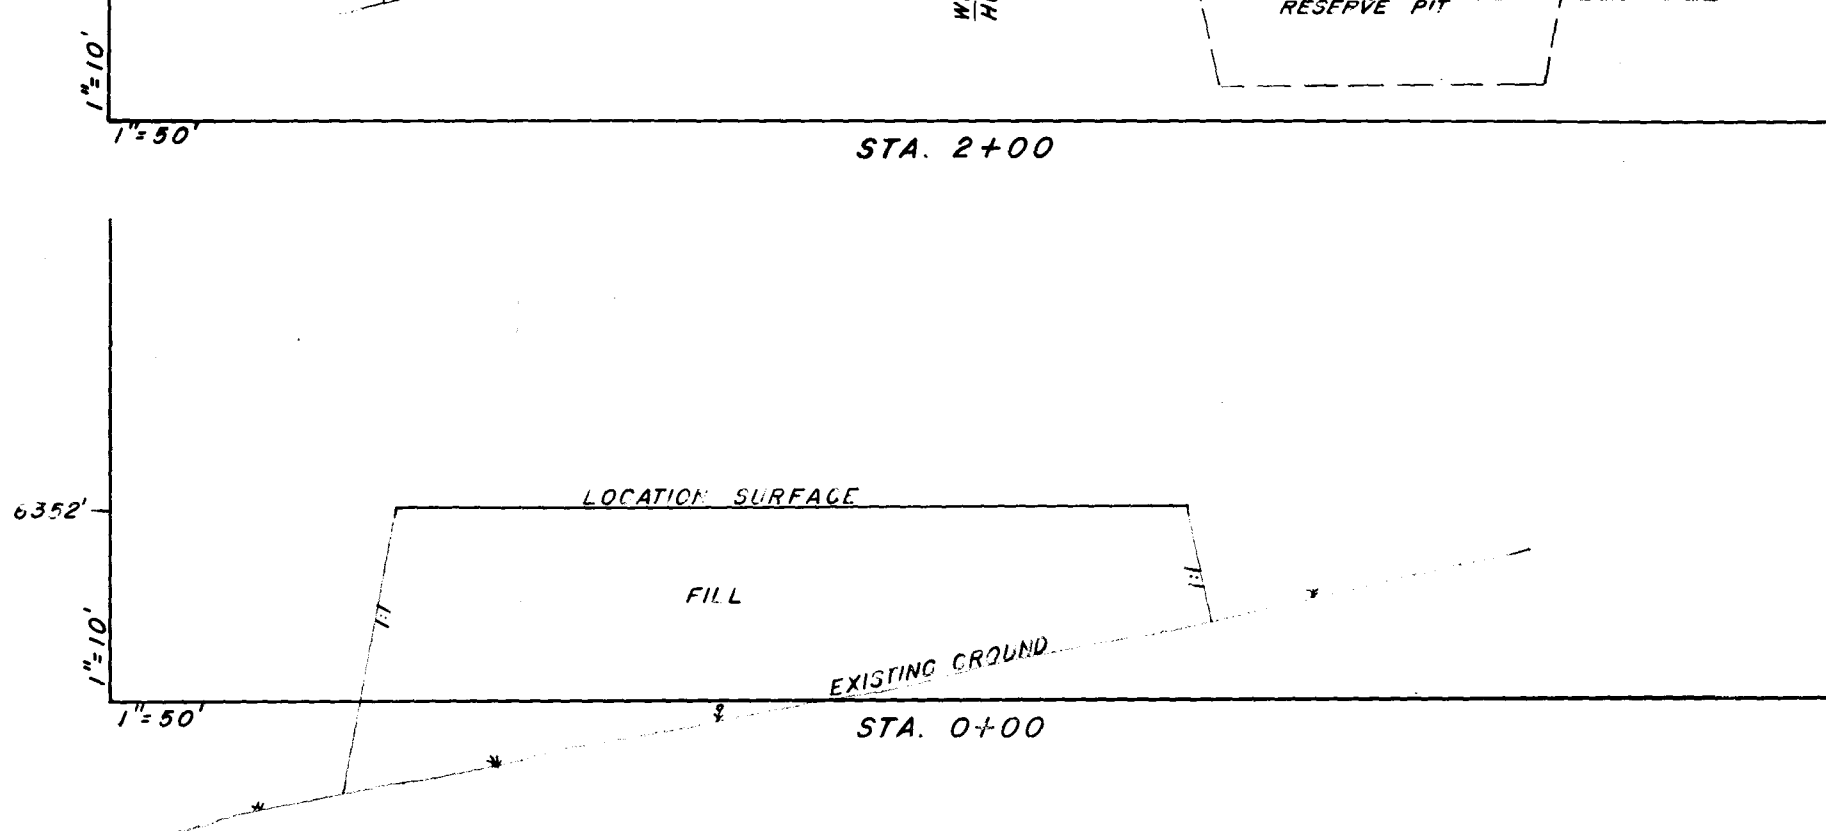 RESERVE PIT
1"=10'
1"=50'
STA. 2+00
LOCATION SURFACE
6352'
1:1
1:1
FILL
1"=10'
EXISTING GROUND
1"=50'
STA. 0+00